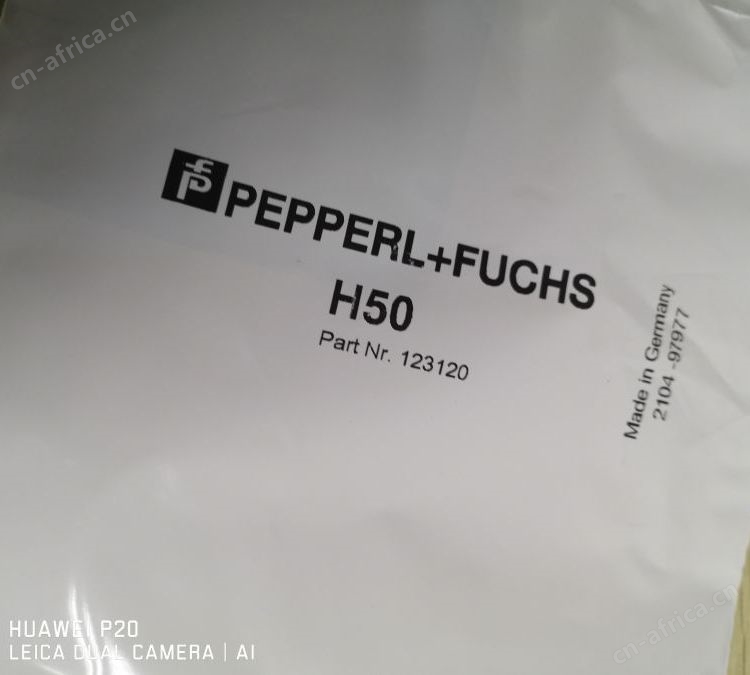 cn-africa.cn
PEPPERL+FUCHS
H50
Part Nr. 123120
Made in Germany
2104 -97977
HUAWEI P20
LEICA DUAL CAMERA | AI
cn-africa.cn